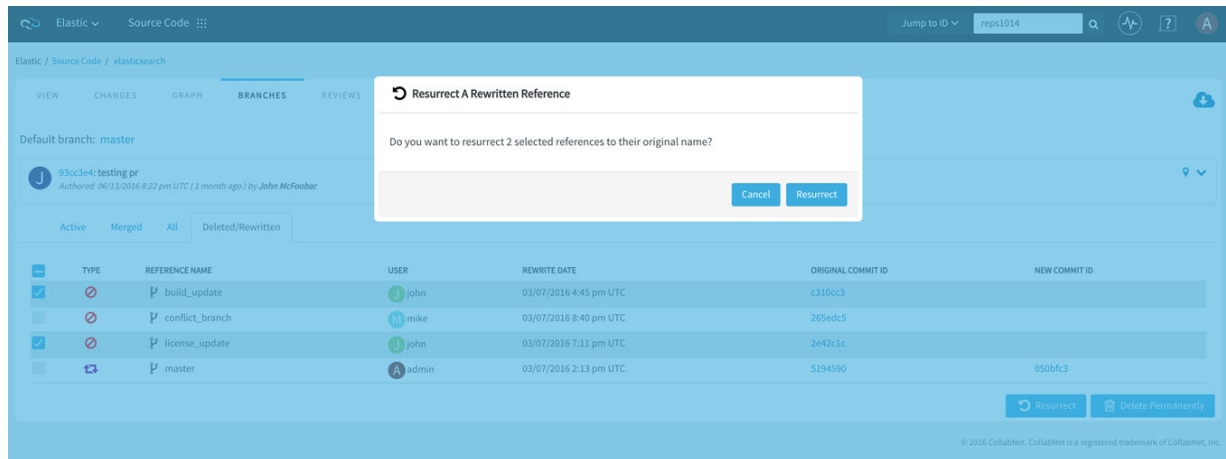 Elastic Source Code Jump to ID reps1014 ? A
Elastic / Source Code / elasticsearch
VIEW CHANGES GRAPH BRANCHES REVIEWS
Resurrect A Rewritten Reference
Default branch: master
Do you want to resurrect 2 selected references to their original name?
J 93cc3e4: testing pr
Authored 06/13/2016 8:22 pm UTC ( 1 month ago ) by John McFoobar
Cancel Resurrect
Active Merged All Deleted/Rewritten
TYPE REFERENCE NAME USER REWRITE DATE ORIGINAL COMMIT ID NEW COMMIT ID
build_update J john 03/07/2016 4:45 pm UTC c310cc3
conflict_branch M mike 03/07/2016 8:40 pm UTC 265edc5
license_update J john 03/07/2016 7:11 pm UTC 2e42c1c
master A admin 03/07/2016 2:13 pm UTC 5194590 050bfc3
Resurrect Delete Permanently
© 2016 CollabNet. CollabNet is a registered trademark of CollabNet, Inc.